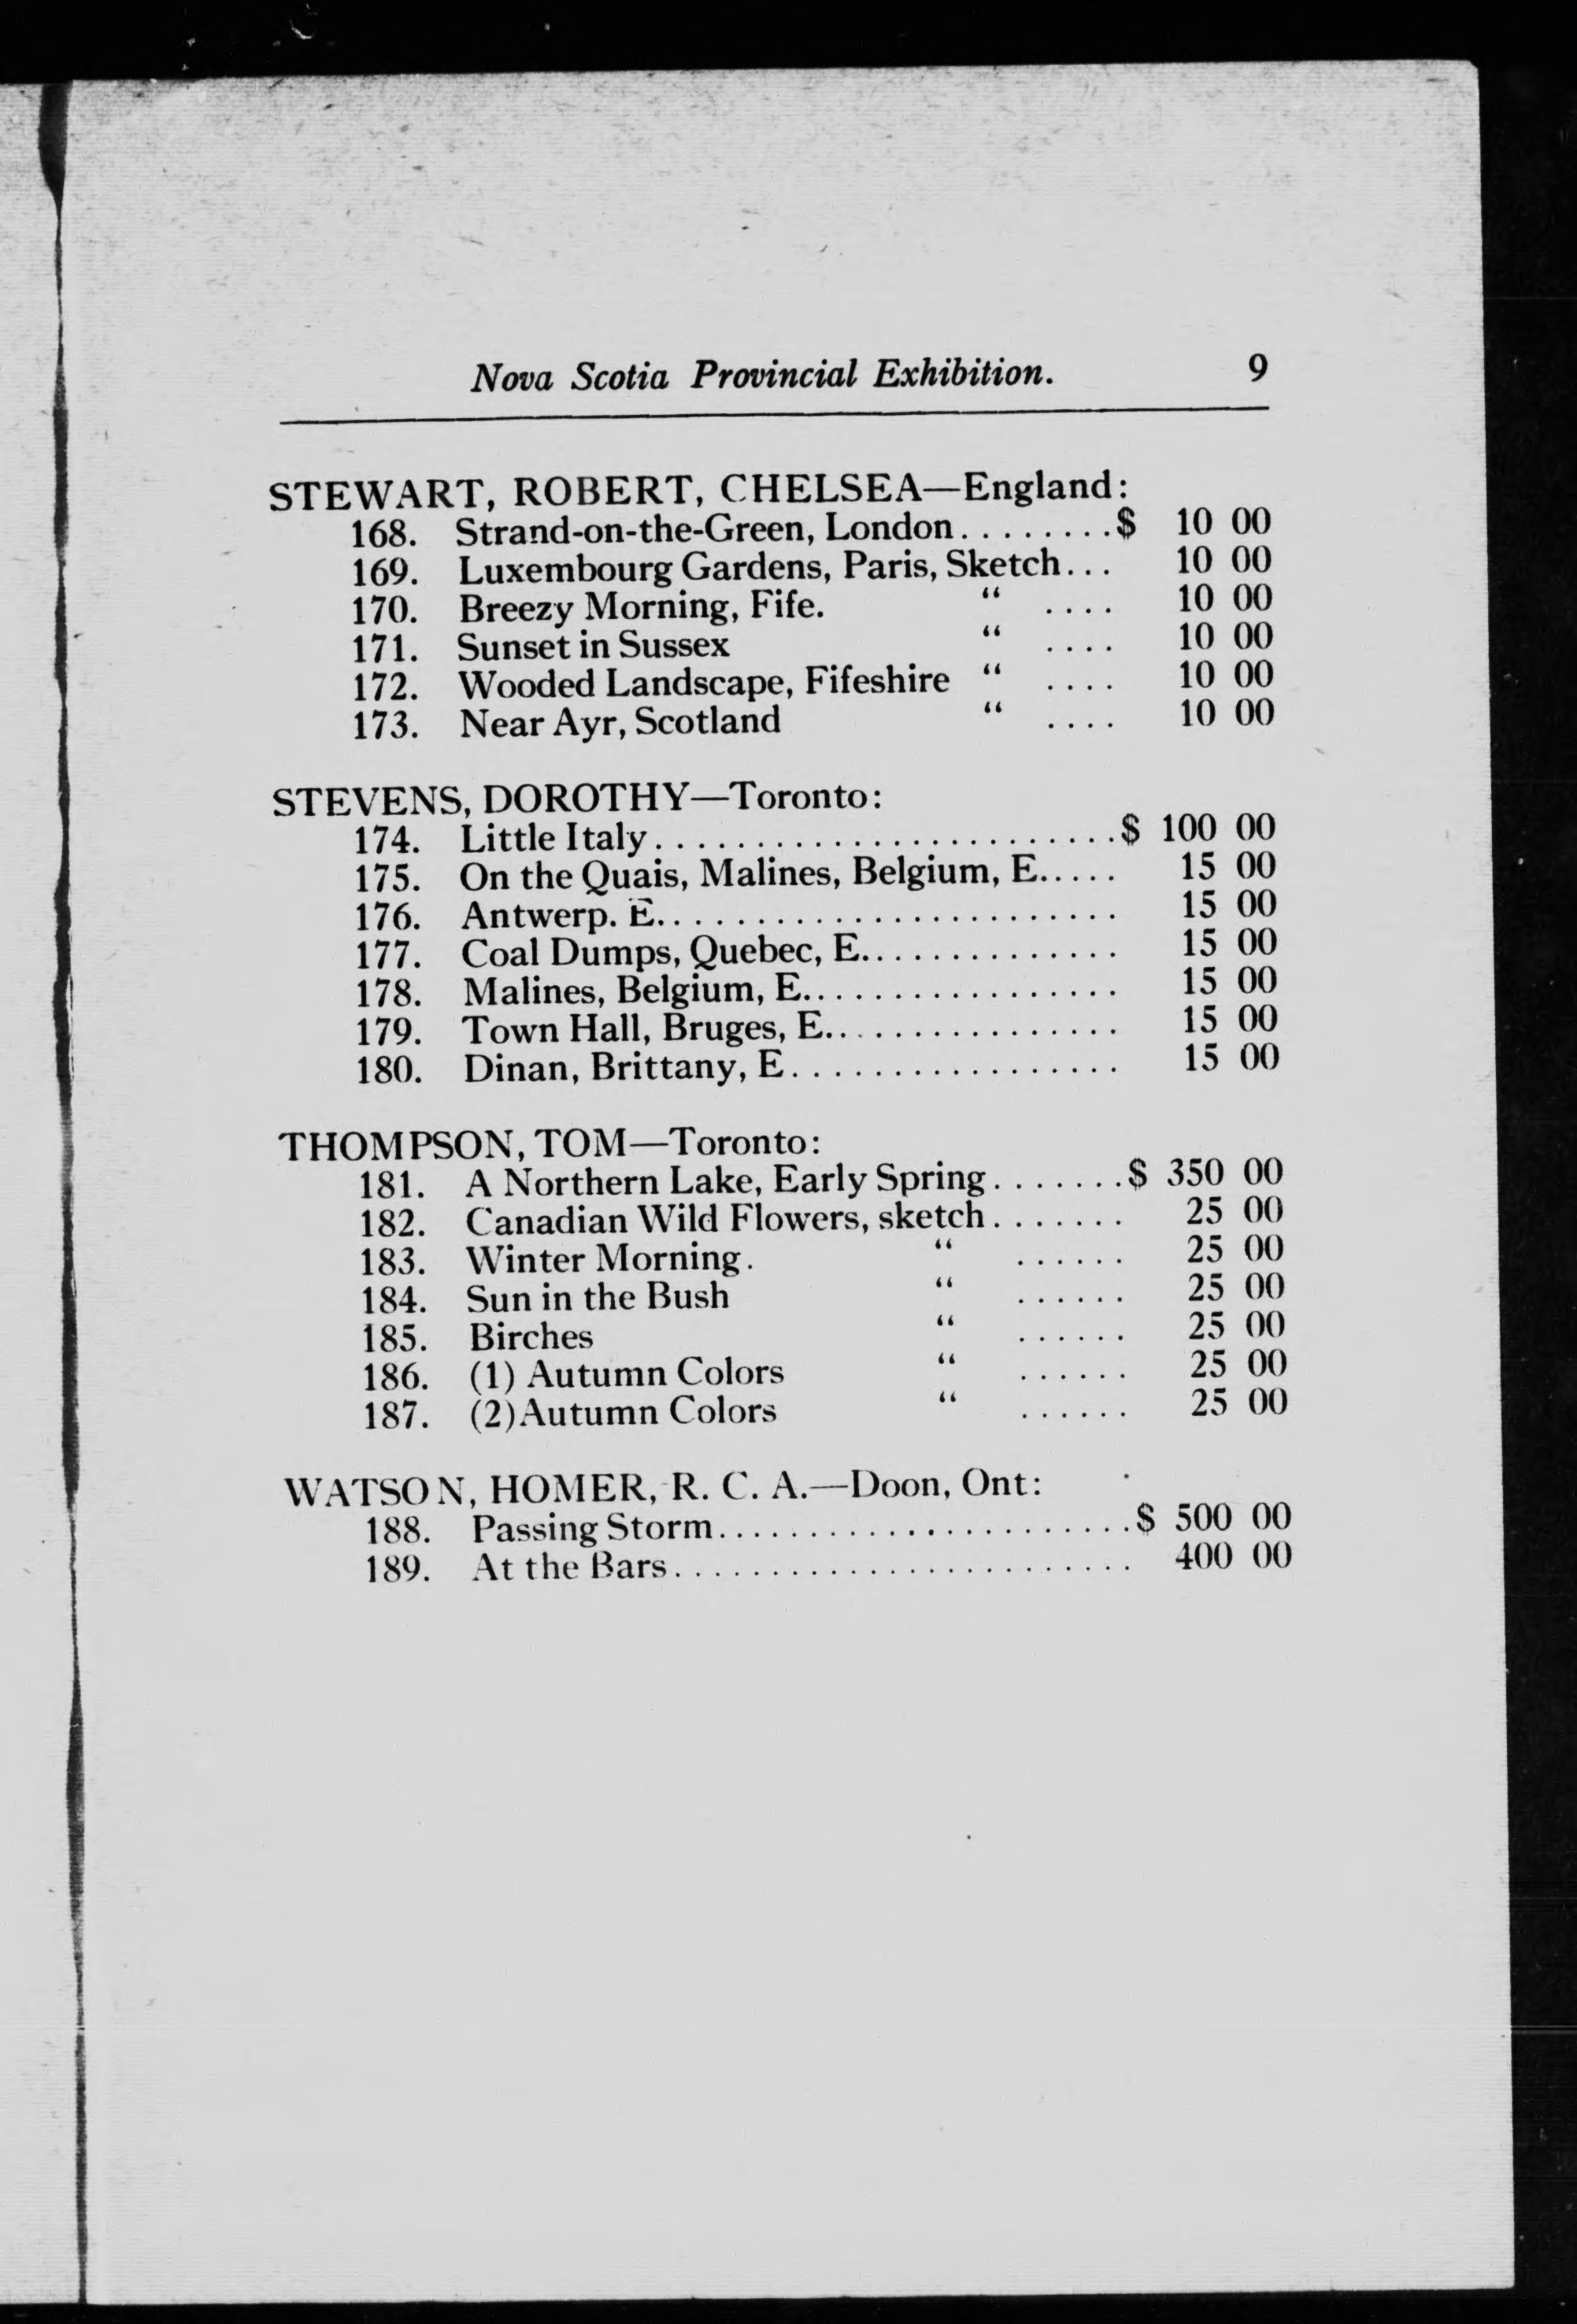 Nova Scotia Provincial Exhibition. 9
STEWART, ROBERT, CHELSEA—England:
168. Strand-on-the-Green, London........$ 10 00
169. Luxembourg Gardens, Paris, Sketch... 10 00
170. Breezy Morning, Fife. “ .... 10 00
171. Sunset in Sussex “ .... 10 00
172. Wooded Landscape, Fifeshire “ .... 10 00
173. Near Ayr, Scotland “ .... 10 00
STEVENS, DOROTHY—Toronto:
174. Little Italy.......................$ 100 00
175. On the Quais, Malines, Belgium, E..... 15 00
176. Antwerp. E........................ 15 00
177. Coal Dumps, Quebec, E.............. 15 00
178. Malines, Belgium, E................. 15 00
179. Town Hall, Bruges, E................ 15 00
180. Dinan, Brittany, E................. 15 00
THOMPSON, TOM—Toronto:
181. A Northern Lake, Early Spring.......$ 350 00
182. Canadian Wild Flowers, sketch....... 25 00
183. Winter Morning. “ ...... 25 00
184. Sun in the Bush “ ...... 25 00
185. Birches “ ...... 25 00
186. (1) Autumn Colors “ ...... 25 00
187. (2)Autumn Colors “ ...... 25 00
WATSON, HOMER, R. C. A.—Doon, Ont:
188. Passing Storm.....................$ 500 00
189. At the Bars........................ 400 00